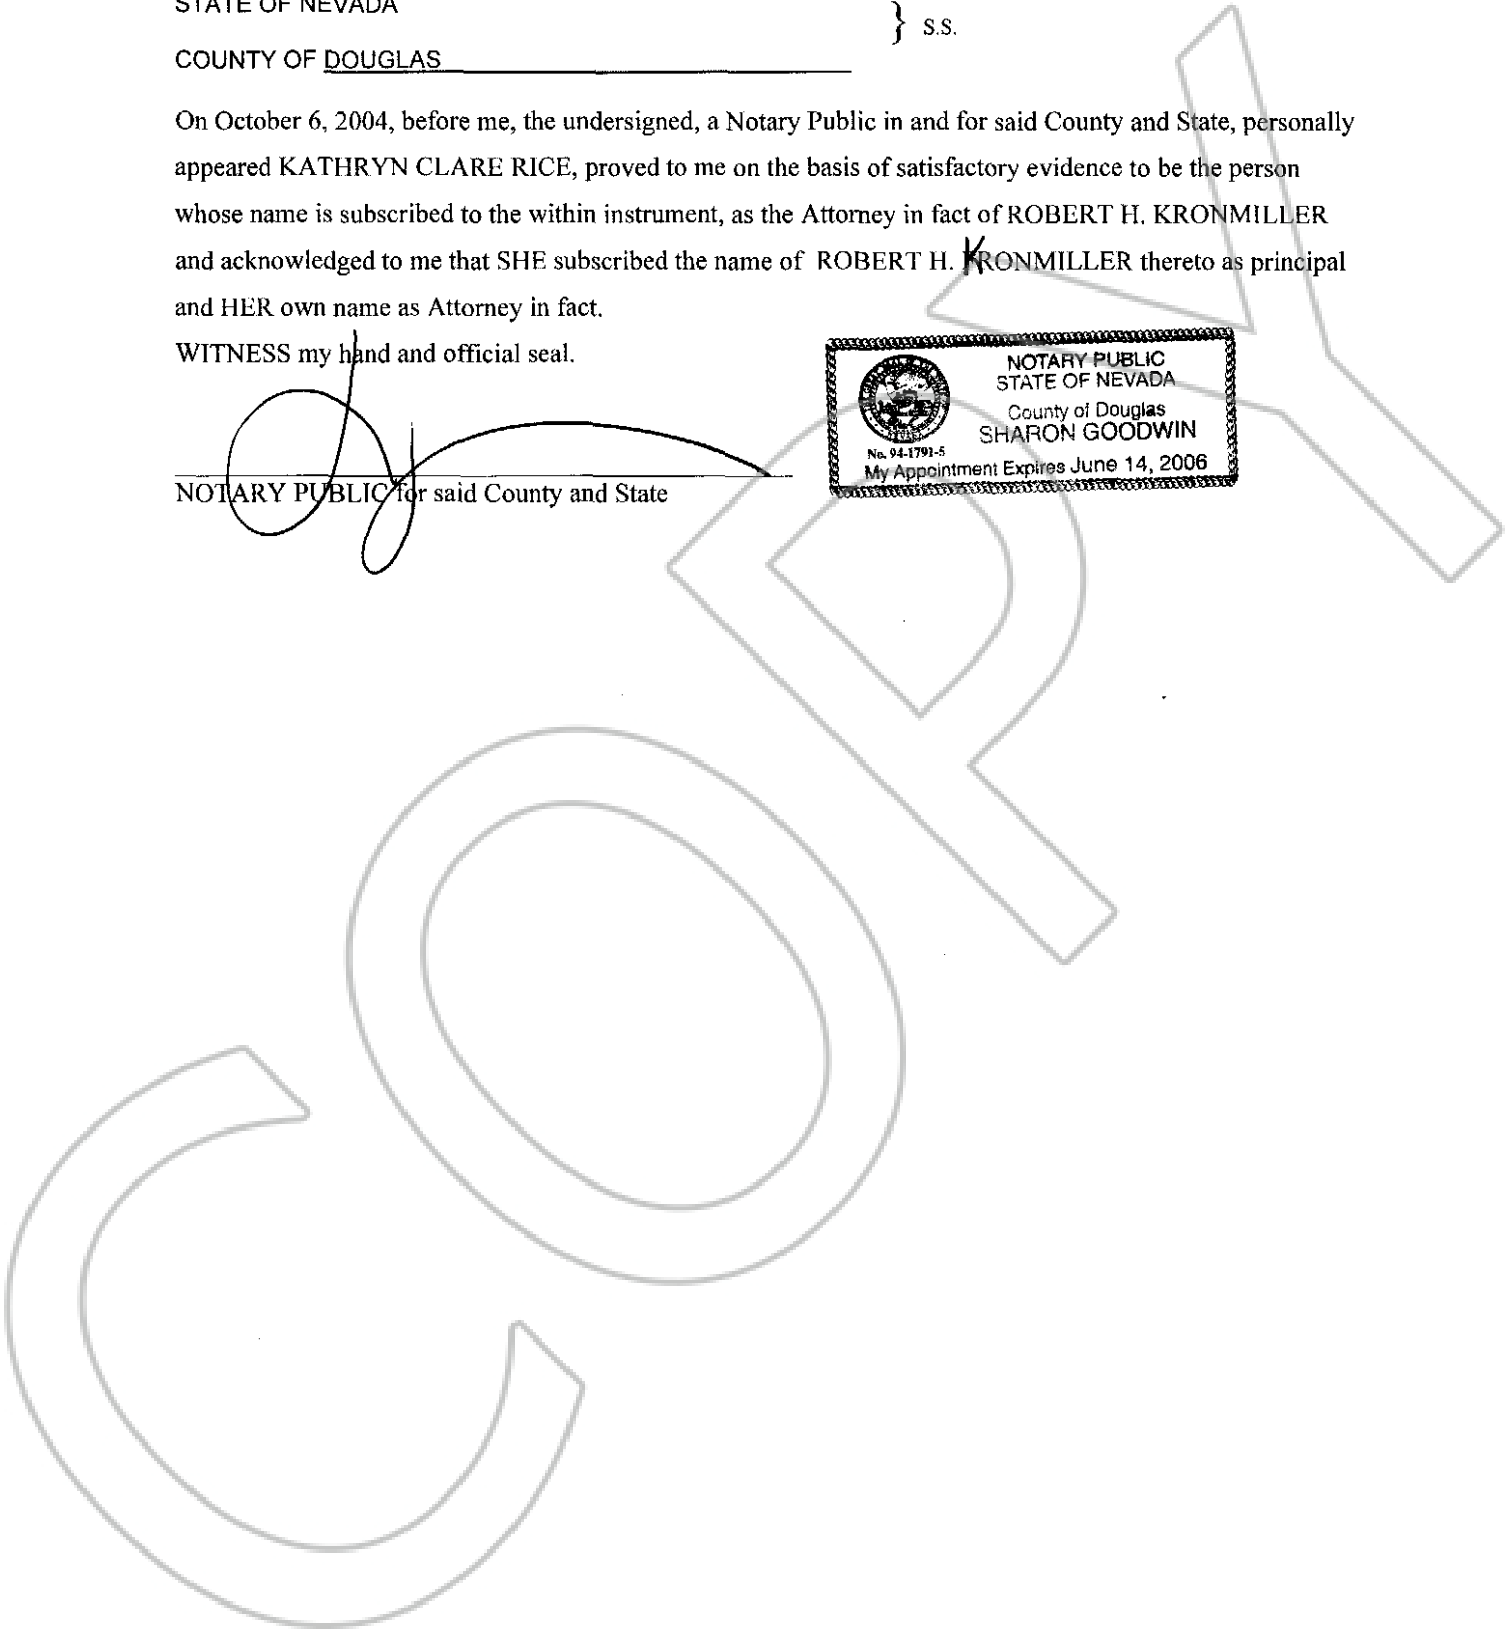 STATE OF NEVADA
} S.S.
COUNTY OF DOUGLAS
On October 6, 2004, before me, the undersigned, a Notary Public in and for said County and State, personally
appeared KATHRYN CLARE RICE, proved to me on the basis of satisfactory evidence to be the person
whose name is subscribed to the within instrument, as the Attorney in fact of ROBERT H. KRONMILLER
and acknowledged to me that SHE subscribed the name of ROBERT H. KRONMILLER thereto as principal
and HER own name as Attorney in fact.
WITNESS my hand and official seal.
NOTARY PUBLIC for said County and State
NOTARY PUBLIC
STATE OF NEVADA
County of Douglas
SHARON GOODWIN
No. 94-1791-5
My Appointment Expires June 14, 2006
COPY